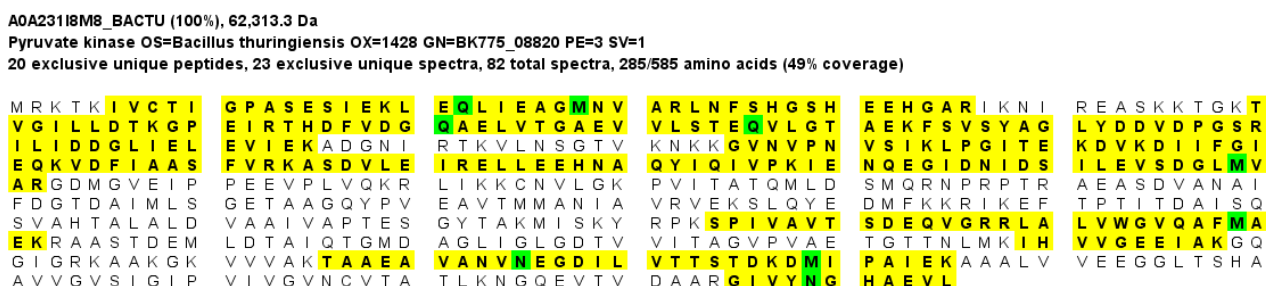 A0A231I8M8_BACTU (100%), 62,313.3 Da
Pyruvate kinase OS=Bacillus thuringiensis OX=1428 GN=BK775_08820 PE=3 SV=1
20 exclusive unique peptides, 23 exclusive unique spectra, 82 total spectra, 285/585 amino acids (49% coverage)
MRKTKIVCTI GPASESIEKL EQLIEAGMNV ARLNFSHGSH EEHGARIKNI REASKKTGKT
VGILLDTKGP EIRTHDFVDG QAELVTGAEV VLSTEQVLGT AEKFSVSYAG LYDDVDPGSR
ILIDDGLIEL EVIEKADGNI RTKVLNSGTV KNKKGVNVPN VSIKLPGITE KDVKDIIFGI
EQKVDFIAAS FVRKASDVLE IRELLEEHNA QYIQIVPKIE NQEGIDNIDS ILEVSDGLMV
ARGDMGVEIP PEEVPLVQKR LIKKCNVLGK PVITATQMLD SMQRNPRPTR AEASDVANAI
FDGTDAIMLS GETAAGQYPV EAVTMMANIA VRVEKSLQYE DMFKKRIKEF TPTITDAISQ
SVAHTALALD VAAIVAPTES GYTAKMISKY RPKSPIVAVT SDEQVGRRLA LVWGVQAFMA
EKRAASTDEM LDTAIQTGMD AGLIGLGDTV VITAGVPVAE TGTTNLMKIH VVGEEIAKGQ
GIGRKAAKGK VVVAKTAAEA VANVNEGDIL VTTSTDKDMI PAIEKAAALV VEEGGLTSHA
AVVGVSIGIP VIVGVNCVTA TLKNGQEVTV DAARGIVYNG HAEVL